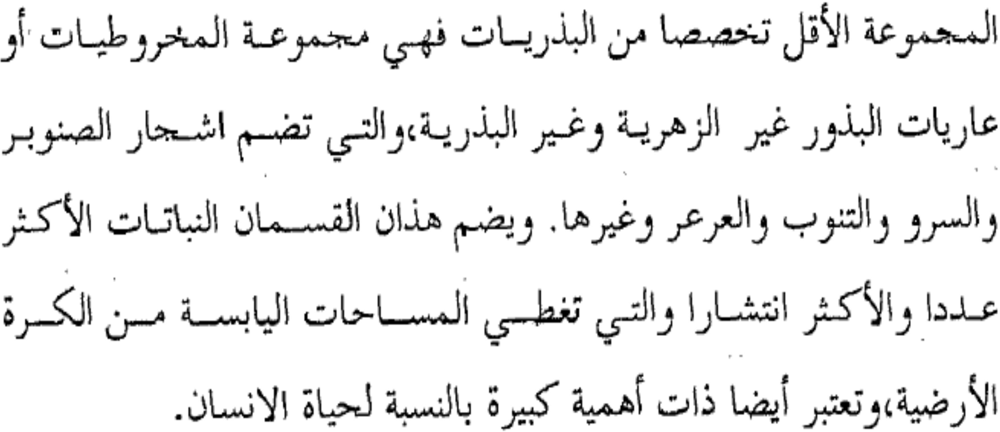 المجموعة الأقل تخصصا من البذريات فهي مجموعة المخروطيات أو
عاريات البذور غير الزهرية وغير البذرية،والتي تضم اشجار الصنوبر
والسرو والتنوب والعرعر وغيرها. ويضم هذان القسمان النباتات الأكثر
عددا والأكثر انتشارا والتي تغطي المساحات اليابسة من الكرة
الأرضية،وتعتبر أيضا ذات أهمية كبيرة بالنسبة لحياة الانسان.